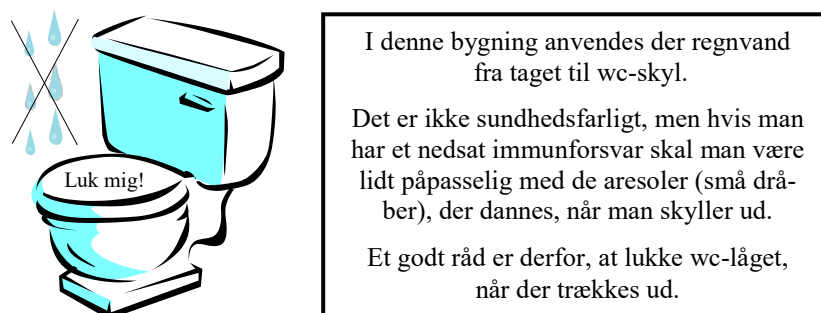 Luk mig!
I denne bygning anvendes der regnvand
fra taget til wc-skyl.
Det er ikke sundhedsfarligt, men hvis man
har et nedsat immunforsvar skal man være
lidt påpasselig med de aresoler (små drå-
ber), der dannes, når man skyller ud.
Et godt råd er derfor, at lukke wc-låget,
når der trækkes ud.